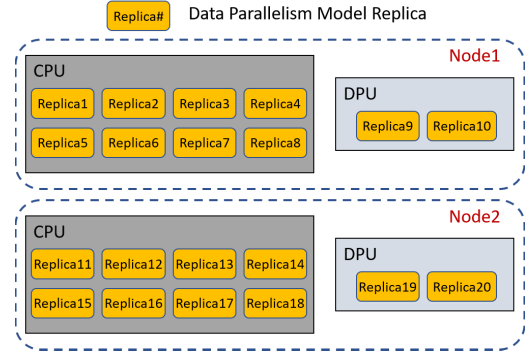 Replica# Data Parallelism Model Replica
Node1
CPU
Replica1 Replica2 Replica3 Replica4
Replica5 Replica6 Replica7 Replica8
DPU
Replica9 Replica10
Node2
CPU
Replica11 Replica12 Replica13 Replica14
Replica15 Replica16 Replica17 Replica18
DPU
Replica19 Replica20